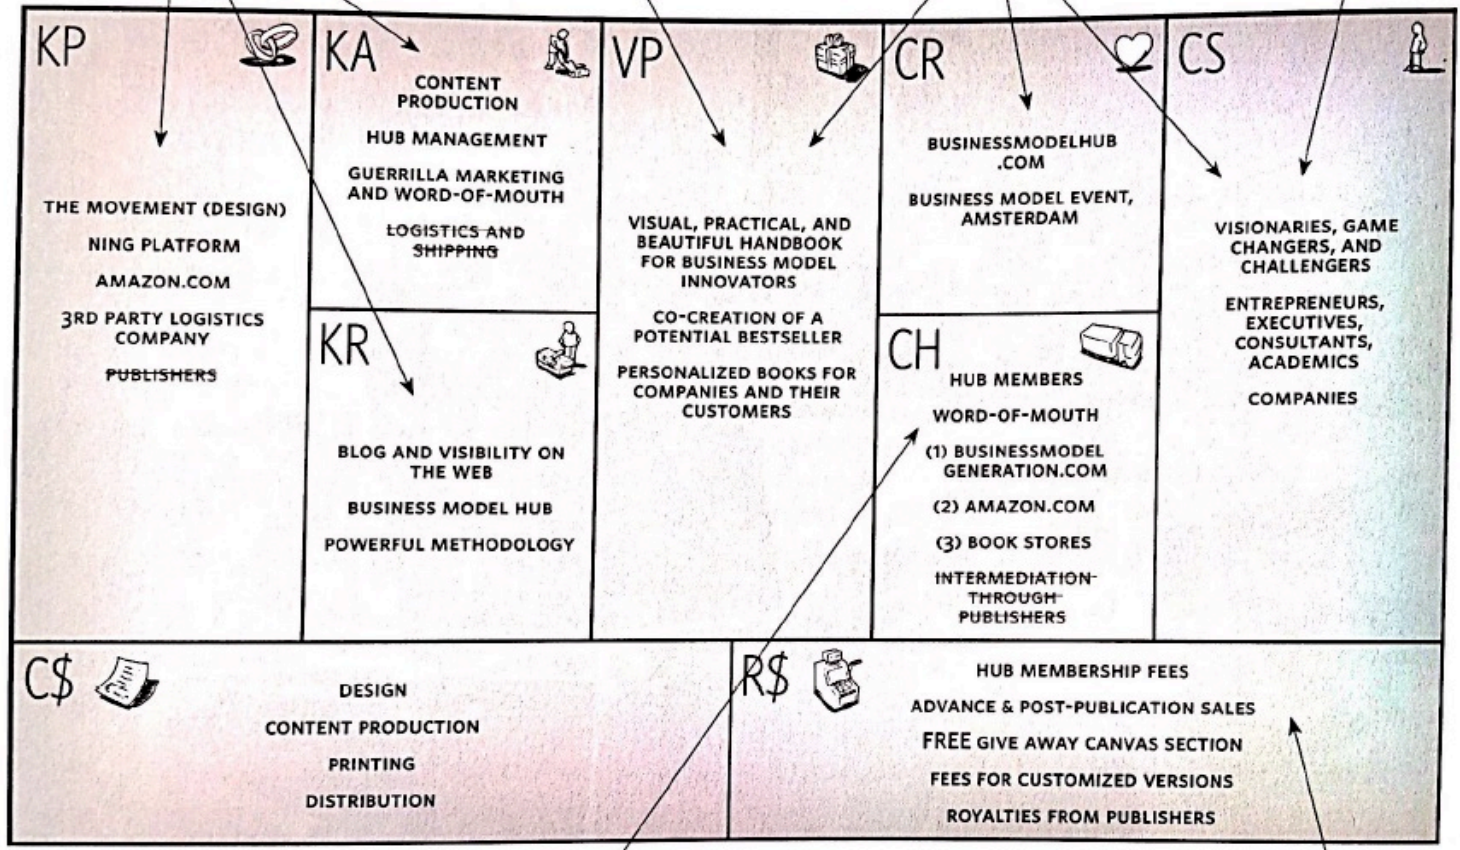 KP
THE MOVEMENT (DESIGN)
NING PLATFORM
AMAZON.COM
3RD PARTY LOGISTICS
COMPANY
PUBLISHERS
KA
CONTENT
PRODUCTION
HUB MANAGEMENT
GUERRILLA MARKETING
AND WORD-OF-MOUTH
LOGISTICS AND
SHIPPING
KR
BLOG AND VISIBILITY ON
THE WEB
BUSINESS MODEL HUB
POWERFUL METHODOLOGY
VP
VISUAL, PRACTICAL, AND
BEAUTIFUL HANDBOOK
FOR BUSINESS MODEL
INNOVATORS
CO-CREATION OF A
POTENTIAL BESTSELLER
PERSONALIZED BOOKS FOR
COMPANIES AND THEIR
CUSTOMERS
CR
BUSINESSMODELHUB
.COM
BUSINESS MODEL EVENT,
AMSTERDAM
CH
HUB MEMBERS
WORD-OF-MOUTH
(1) BUSINESSMODEL
GENERATION.COM
(2) AMAZON.COM
(3) BOOK STORES
INTERMEDIATION
THROUGH
PUBLISHERS
CS
VISIONARIES, GAME
CHANGERS, AND
CHALLENGERS
ENTREPRENEURS,
EXECUTIVES,
CONSULTANTS,
ACADEMICS
COMPANIES
C$
DESIGN
CONTENT PRODUCTION
PRINTING
DISTRIBUTION
R$
HUB MEMBERSHIP FEES
ADVANCE & POST-PUBLICATION SALES
FREE GIVE AWAY CANVAS SECTION
FEES FOR CUSTOMIZED VERSIONS
ROYALTIES FROM PUBLISHERS